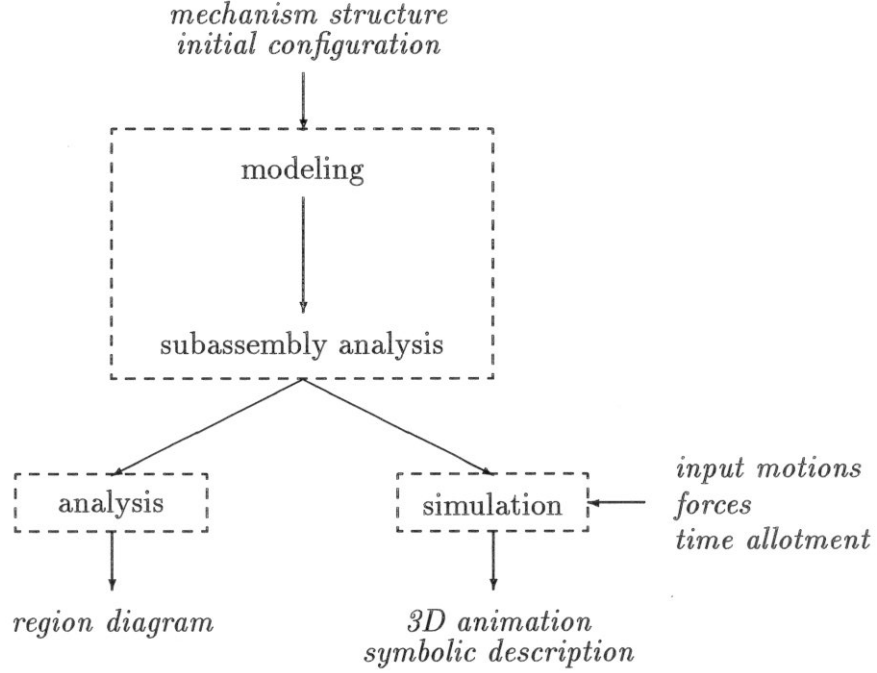 mechanism structure
initial configuration
modeling
subassembly analysis
analysis
simulation
input motions
forces
time allotment
region diagram
3D animation
symbolic description